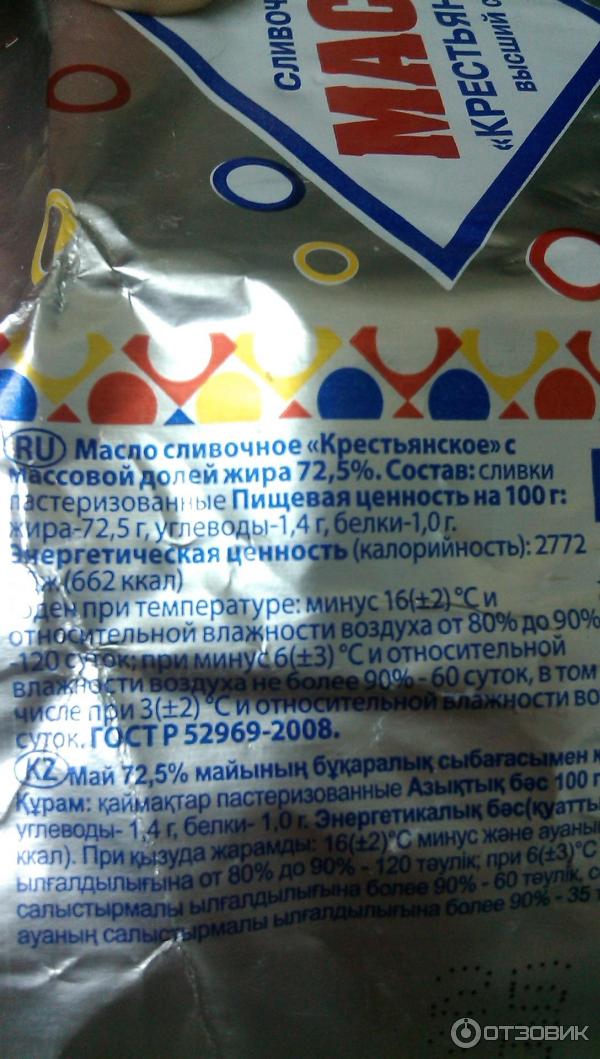 СЛИВОЧ
МАС
«КРЕСТЬЯН
ВЫСШИЙ С
RU Масло сливочное «Крестьянское» с
массовой долей жира 72,5%. Состав: сливки
пастеризованные Пищевая ценность на 100 г:
жира-72,5 г, углеводы-1,4 г, белки-1,0 г.
Энергетическая ценность (калорийность): 2772
(662 ккал)
при температуре: минус 16(±2) °С и
относительной влажности воздуха от 80% до 90%
-120 суток; при минус 6(±3) °С и относительной
влажности воздуха не более 90% - 60 суток, в том
числе при 3(±2) °С и относительной влажности во
суток. ГОСТ Р 52969-2008.
KZ Май 72,5% майының бұқаралық сыбағасымен
Құрам: қаймақтар пастеризованные Азықтық бәс 100 г
углеводы- 1,4 г, белки- 1,0 г. Энергетикалық бәс(қуатты
ккал). При қызуда жарамды: 16(±2)°С минус және ауаны
ылғалдылығына от 80% до 90% - 120 тәулік; при 6(±3)°С
салыстырмалы ылғалдылығына более 90% - 60 тәулік, с
ауаның салыстырмалы ылғалдылығына более 90% - 35 т
ОТЗОВИК